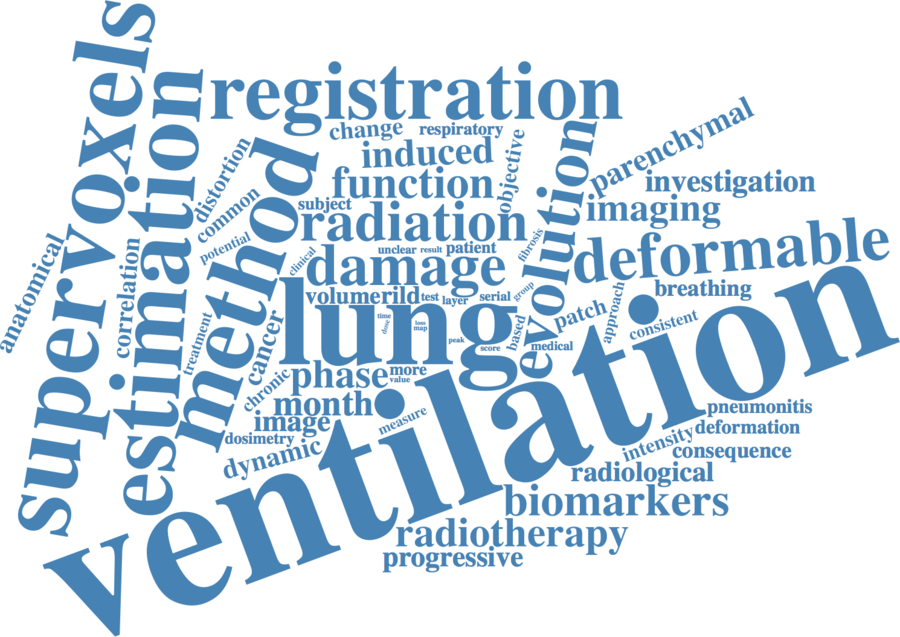 supervoxels
estimation
registration
method
distortion
change
respiratory
induced
objective
evolution
parenchymal
function
investigation
common
subject
imaging
radiation
potential
clinical
unclear
result
patient
fibrosis
deformable
anatomical
correlation
damage
volume
rild
test
layer
serial
group
breathing
lung
time
dose
loss
map
peak
score
based
patch
approach
consistent
medical
treatment
cancer
phase
more
value
chronic
month
image
measure
ventilation
dosimetry
dynamic
pneumonitis
deformation
intensity
consequence
radiological
biomarkers
radiotherapy
progressive